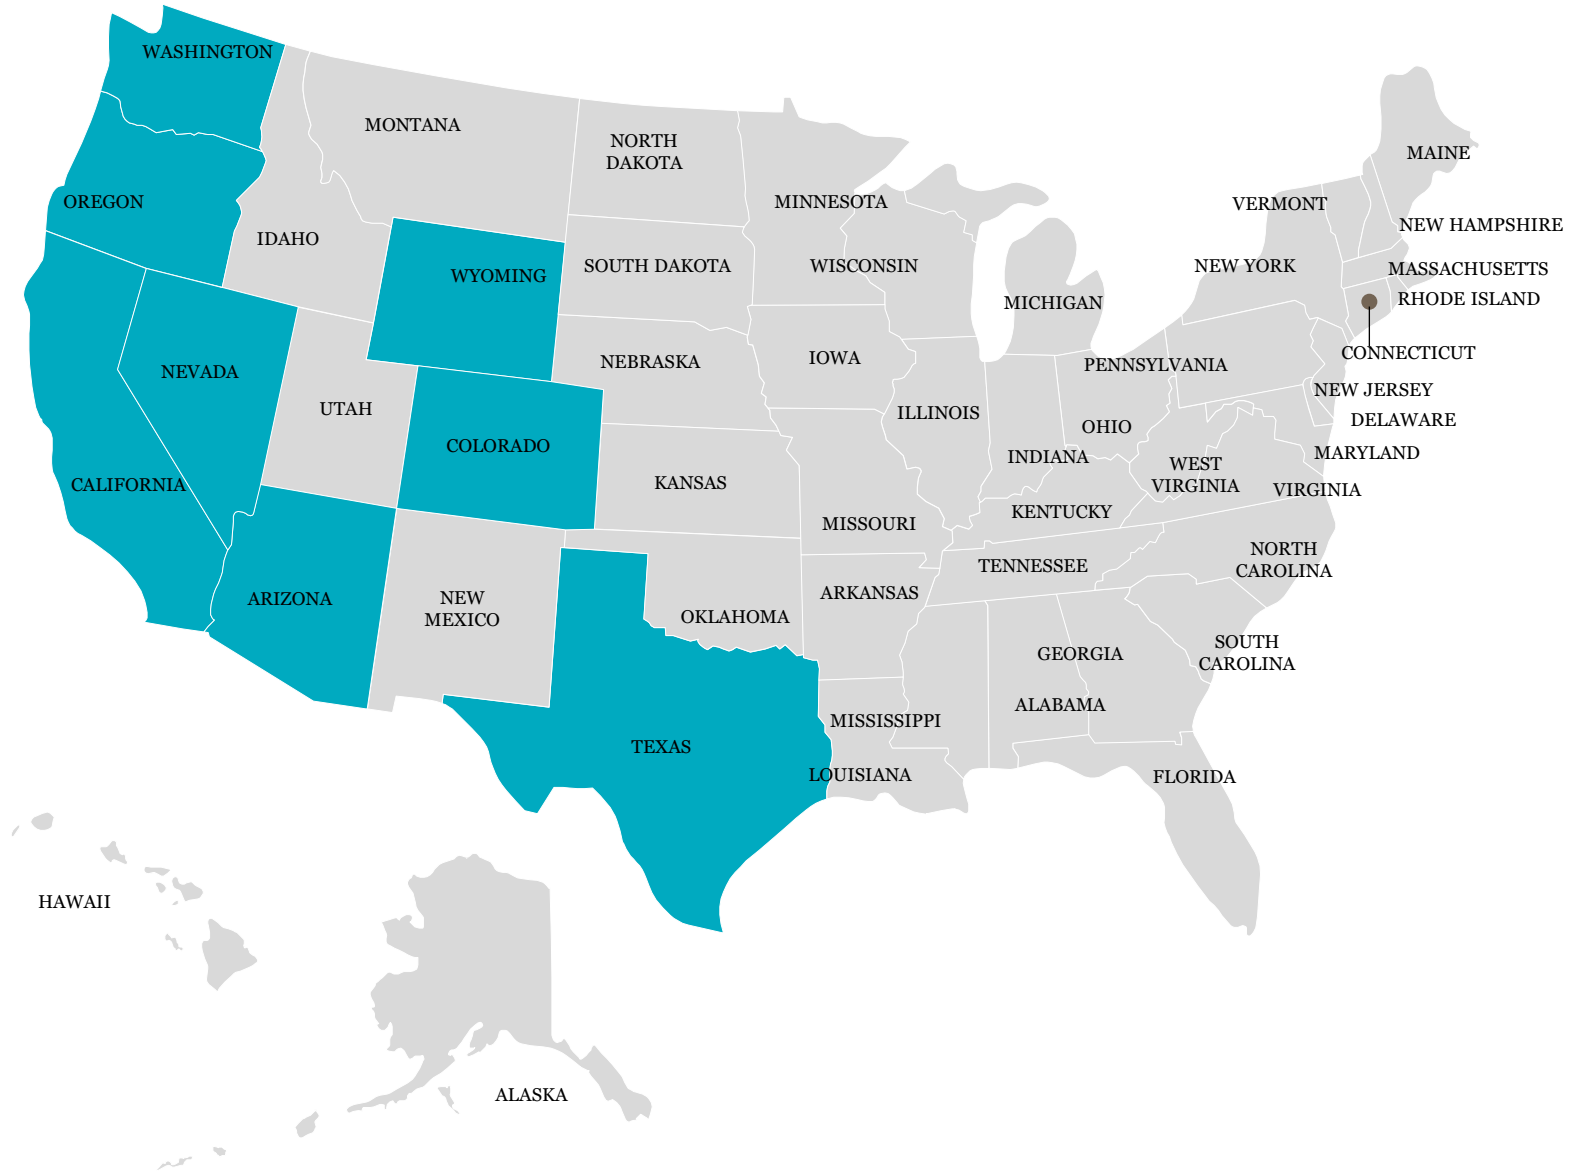 WASHINGTON
MONTANA
NORTH
DAKOTA
MAINE
OREGON
MINNESOTA
VERMONT
NEW HAMPSHIRE
IDAHO
WYOMING
SOUTH DAKOTA
WISCONSIN
NEW YORK
MASSACHUSETTS
MICHIGAN
RHODE ISLAND
NEVADA
NEBRASKA
IOWA
PENNSYLVANIA
CONNECTICUT
NEW JERSEY
UTAH
COLORADO
ILLINOIS
OHIO
DELAWARE
CALIFORNIA
KANSAS
INDIANA
WEST
VIRGINIA
MARYLAND
VIRGINIA
MISSOURI
KENTUCKY
NORTH
CAROLINA
TENNESSEE
ARIZONA
NEW
MEXICO
OKLAHOMA
ARKANSAS
GEORGIA
SOUTH
CAROLINA
ALABAMA
MISSISSIPPI
TEXAS
LOUISIANA
FLORIDA
HAWAII
ALASKA